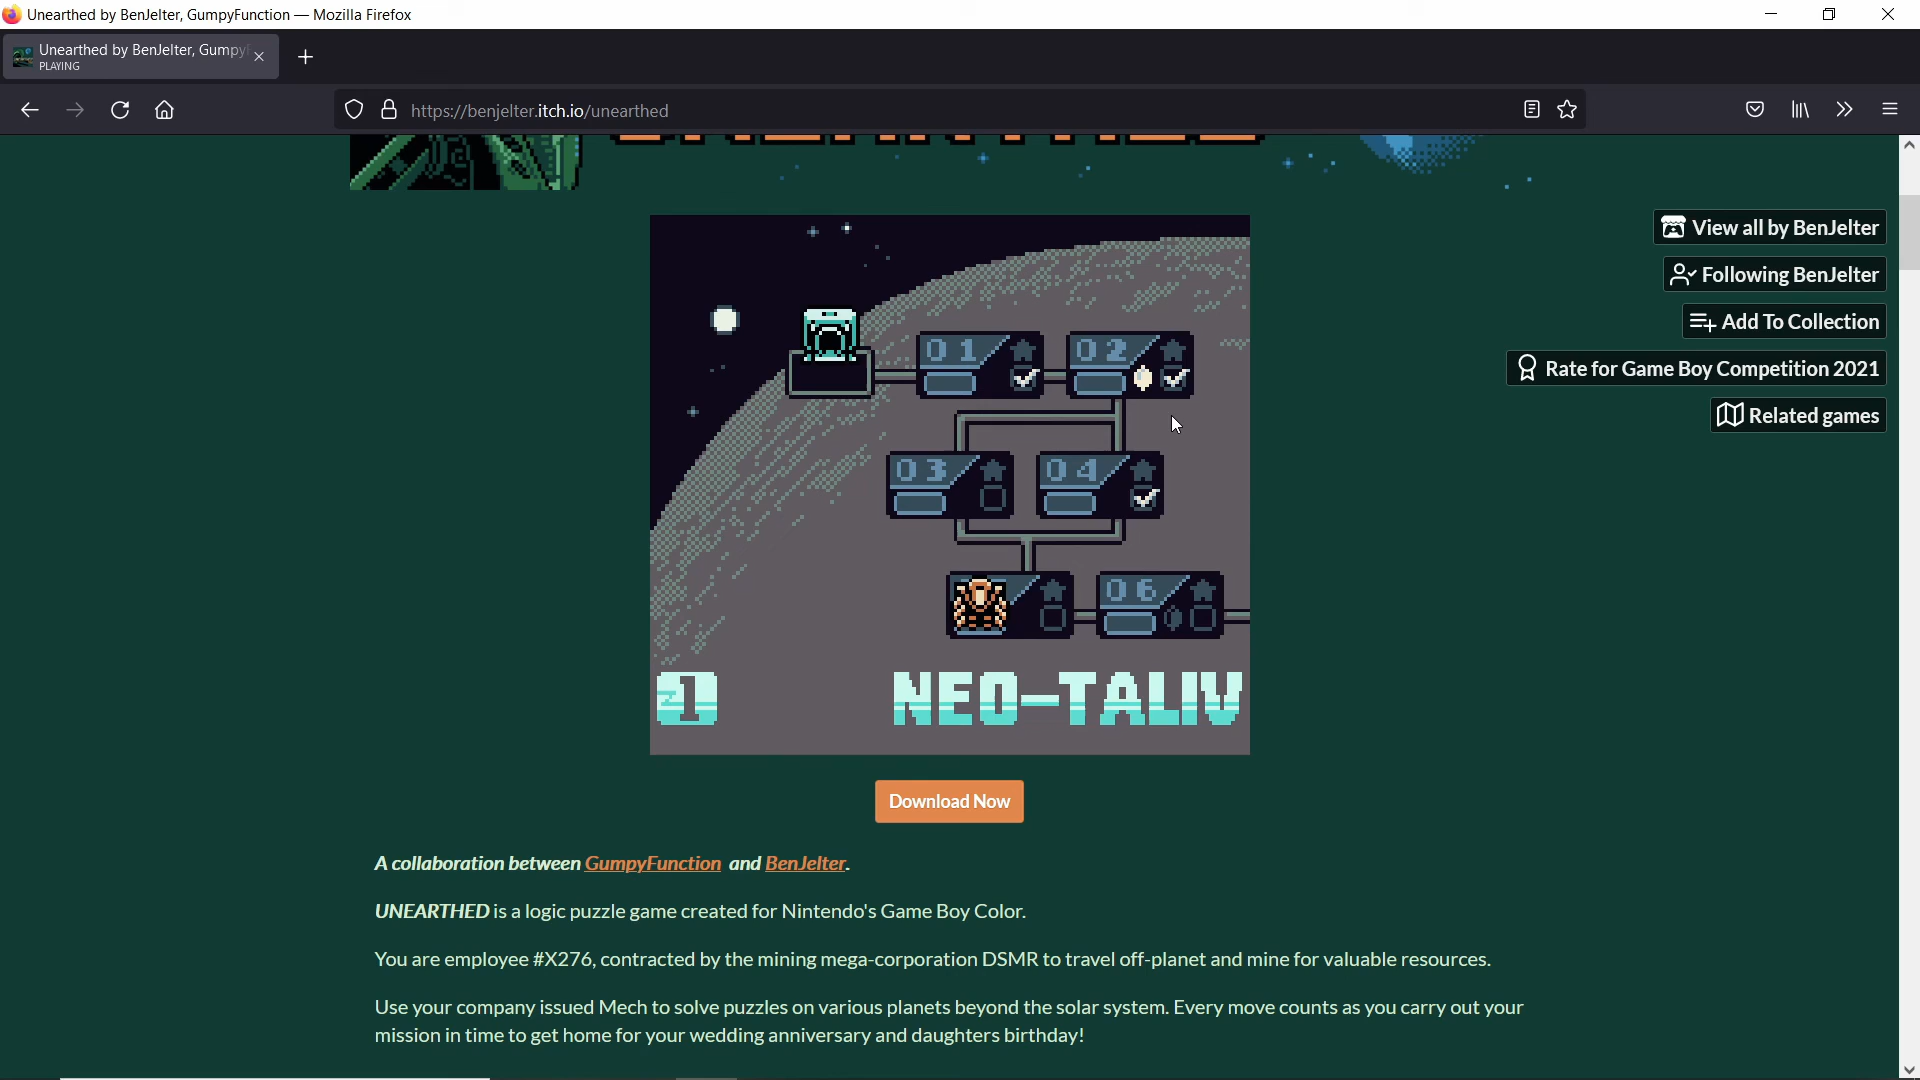 Unearthed by BenJelter, GumpyFunction — Mozilla Firefox
Unearthed by BenJelter, Gumpy
PLAYING
https://benjelter.itch.io/unearthed
View all by BenJelter
Following BenJelter
Add To Collection
Rate for Game Boy Competition 2021
Related games
01
02
03
04
06
1
NEO-TALIV
Download Now
A collaboration between GumpyFunction and BenJelter.
UNEARTHED is a logic puzzle game created for Nintendo's Game Boy Color.
You are employee #X276, contracted by the mining mega-corporation DSMR to travel off-planet and mine for valuable resources.
Use your company issued Mech to solve puzzles on various planets beyond the solar system. Every move counts as you carry out your
mission in time to get home for your wedding anniversary and daughters birthday!